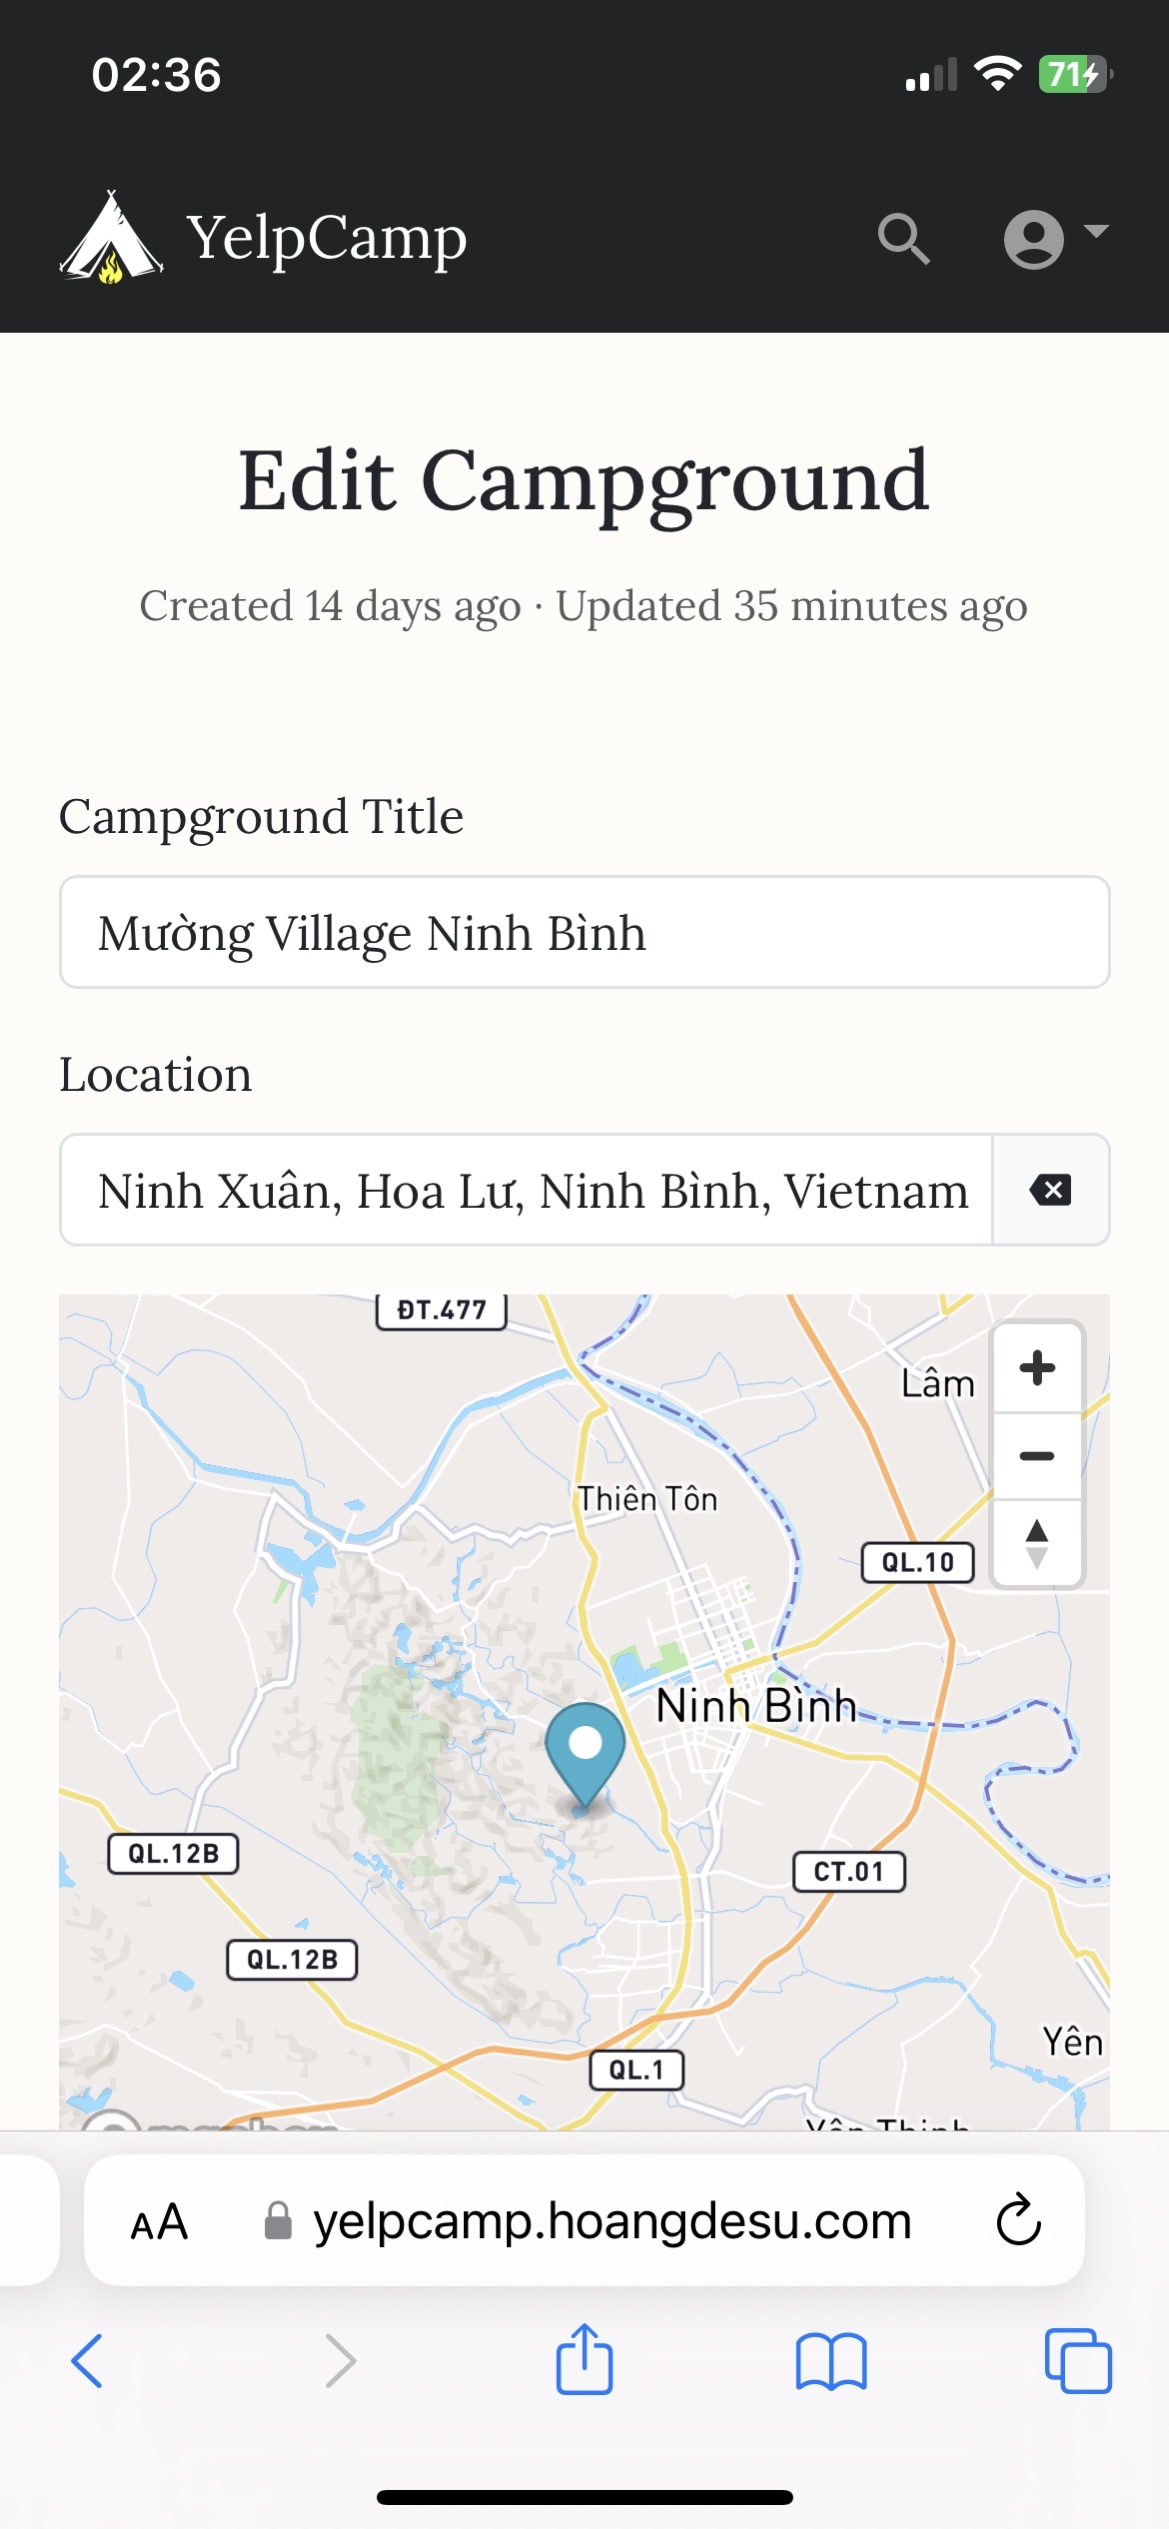 02:36
71
YelpCamp
Edit Campground
Created 14 days ago · Updated 35 minutes ago
Campground Title
Mường Village Ninh Bình
Location
Ninh Xuân, Hoa Lư, Ninh Bình, Vietnam
ĐT.477
Lâm
Thiên Tôn
QL.10
Ninh Bình
QL.12B
CT.01
QL.12B
Yên
QL.1
AA yelpcamp.hoangdesu.com